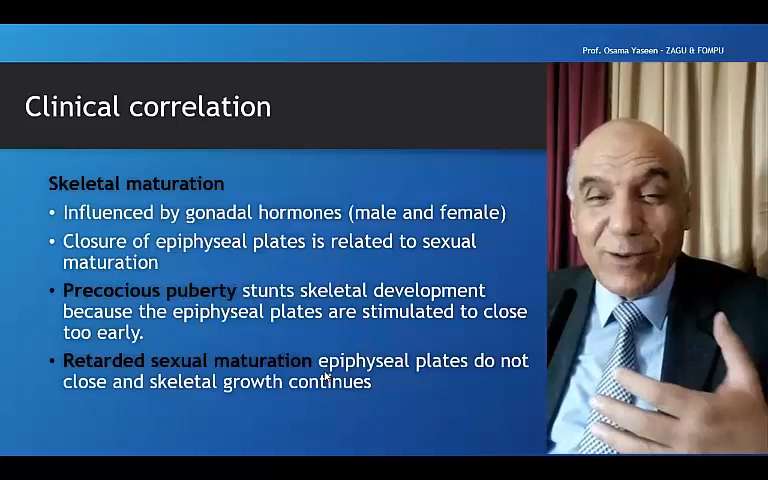 Prof. Osama Yaseen - ZAGU & FOMPU
Clinical correlation
Skeletal maturation
• Influenced by gonadal hormones (male and female)
• Closure of epiphyseal plates is related to sexual
maturation
• Precocious puberty stunts skeletal development
because the epiphyseal plates are stimulated to close
too early.
• Retarded sexual maturation epiphyseal plates do not
close and skeletal growth continues